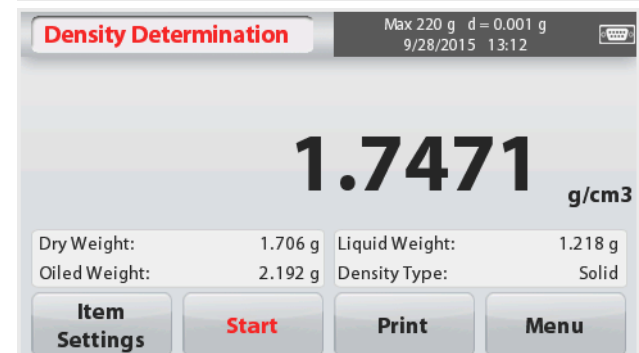 Density Determination
Max 220 g d = 0.001 g
9/28/2015 13:12
1.7471 g/cm3
Dry Weight: 1.706 g Liquid Weight: 1.218 g
Oiled Weight: 2.192 g Density Type: Solid
Item Settings
Start
Print
Menu